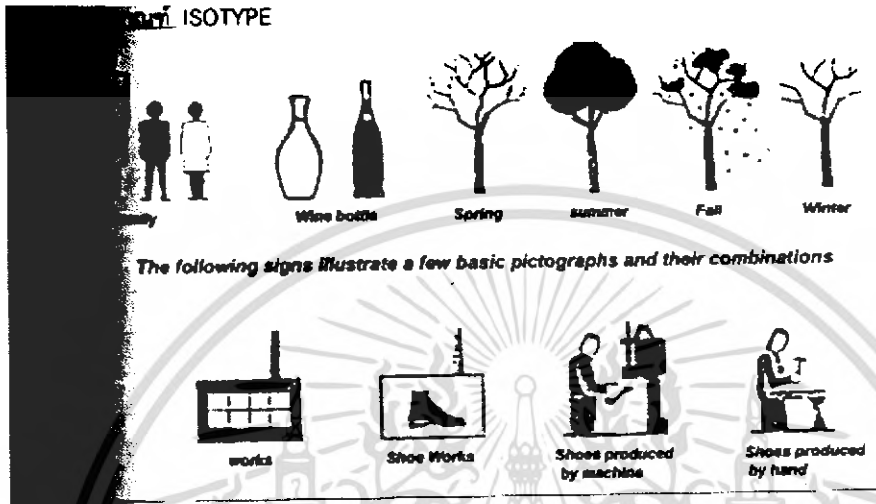 ISOTYPE
Wine bottle Spring summer Fall Winter
The following signs illustrate a few basic pictographs and their combinations
works Shoe Works Shoes produced by machine Shoes produced by hand